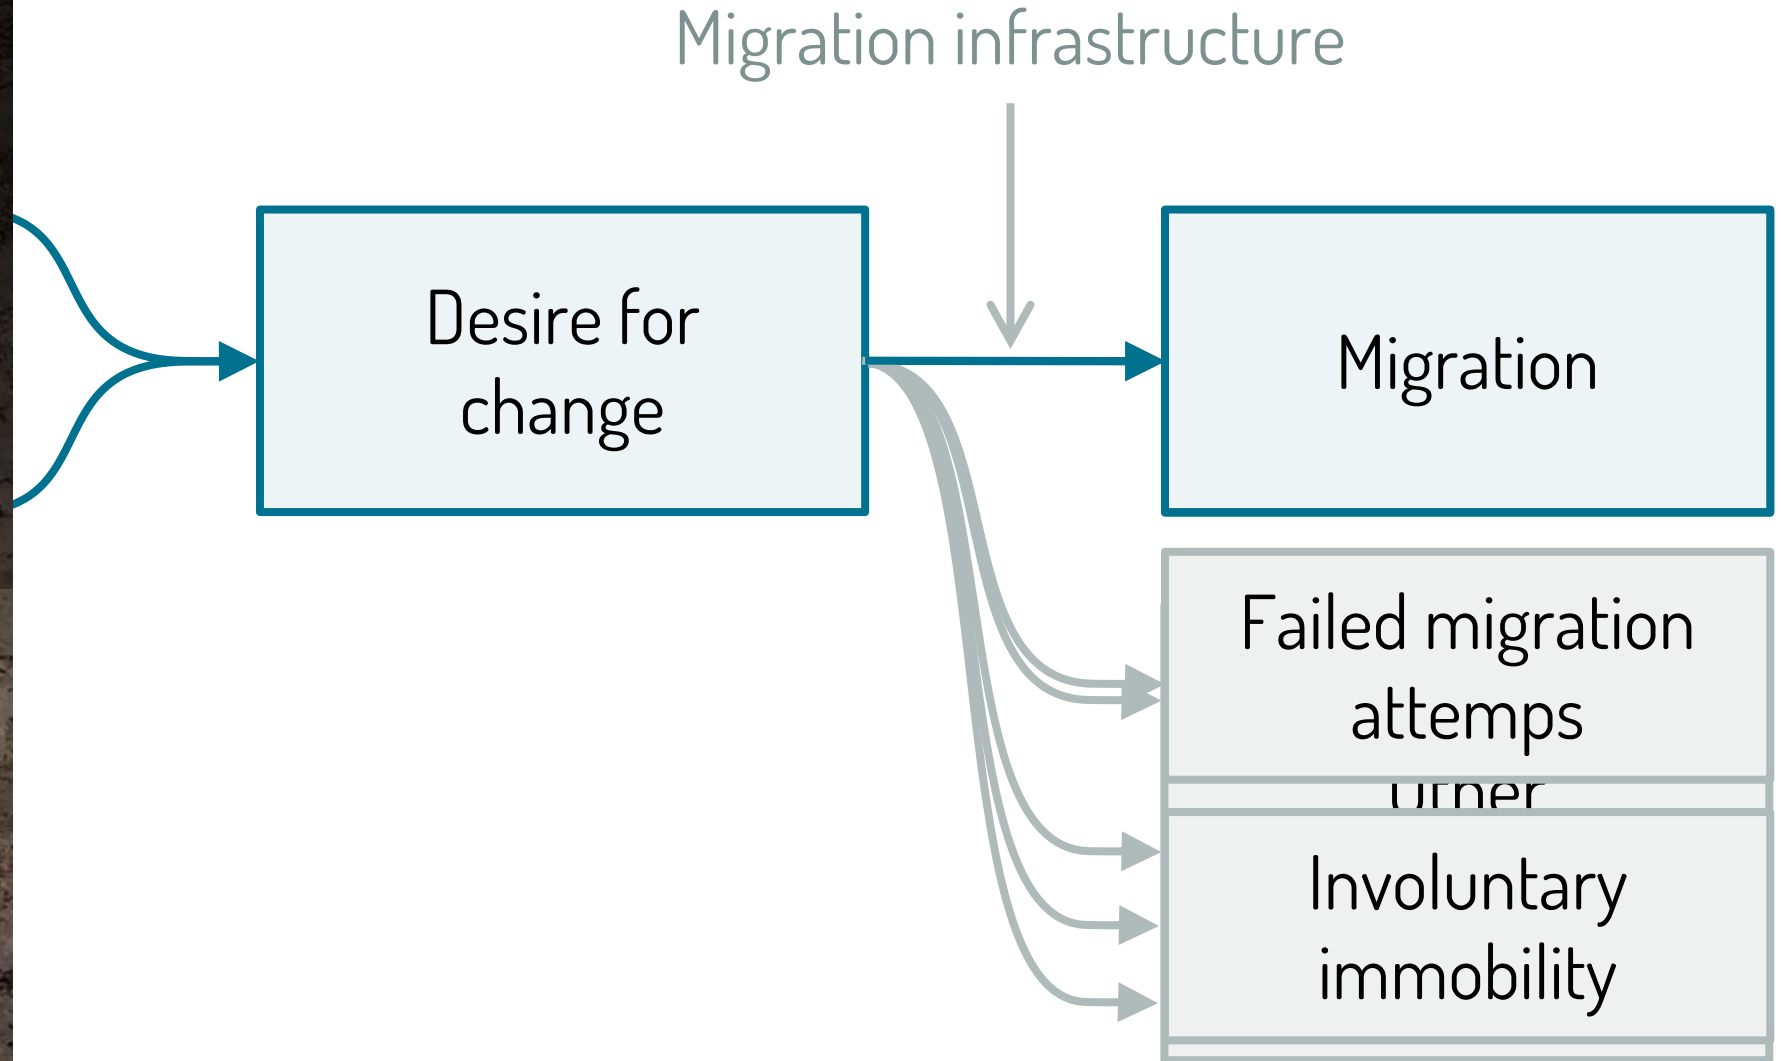 Migration infrastructure
Desire for
change
Migration
Failed migration
attemps
Involuntary
immobility